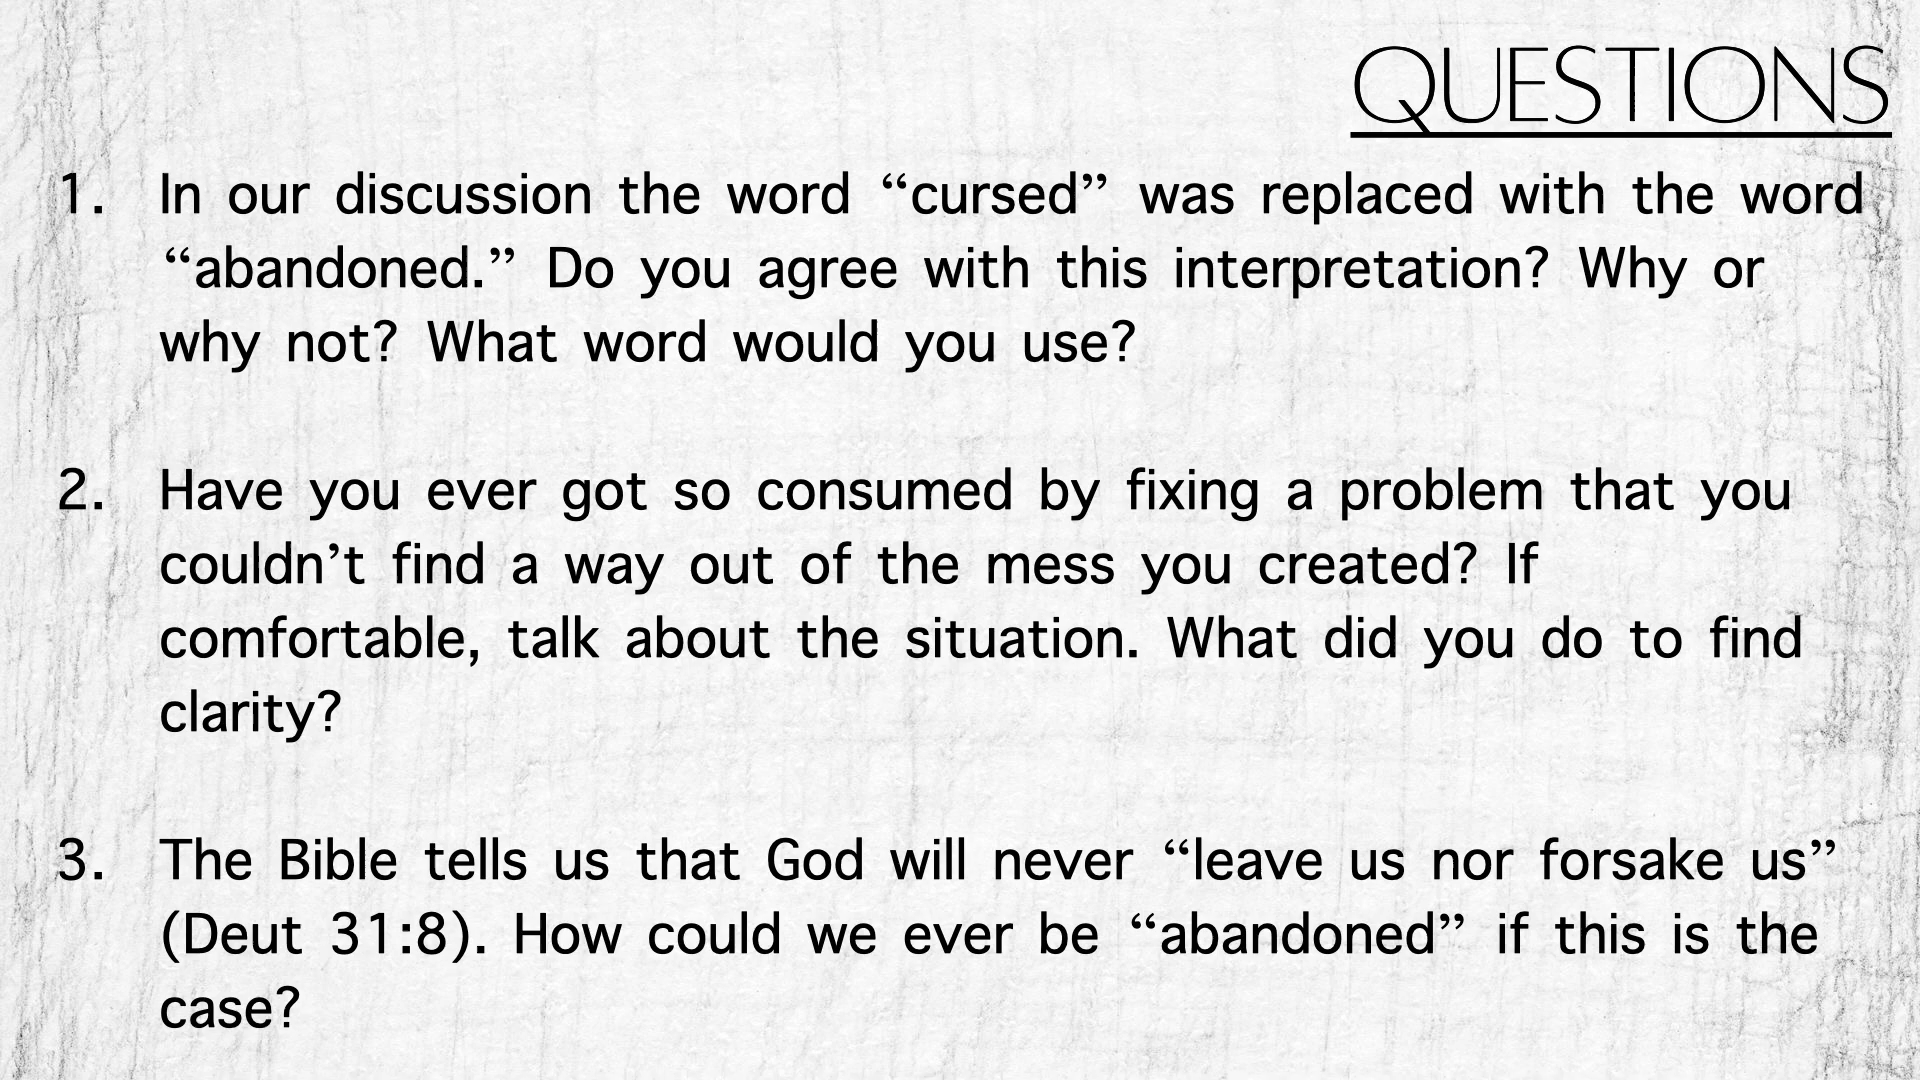 QUESTIONS
1. In our discussion the word “cursed” was replaced with the word
“abandoned.” Do you agree with this interpretation? Why or
why not? What word would you use?
2. Have you ever got so consumed by fixing a problem that you
couldn’t find a way out of the mess you created? If
comfortable, talk about the situation. What did you do to find
clarity?
3. The Bible tells us that God will never “leave us nor forsake us”
(Deut 31:8). How could we ever be “abandoned” if this is the
case?